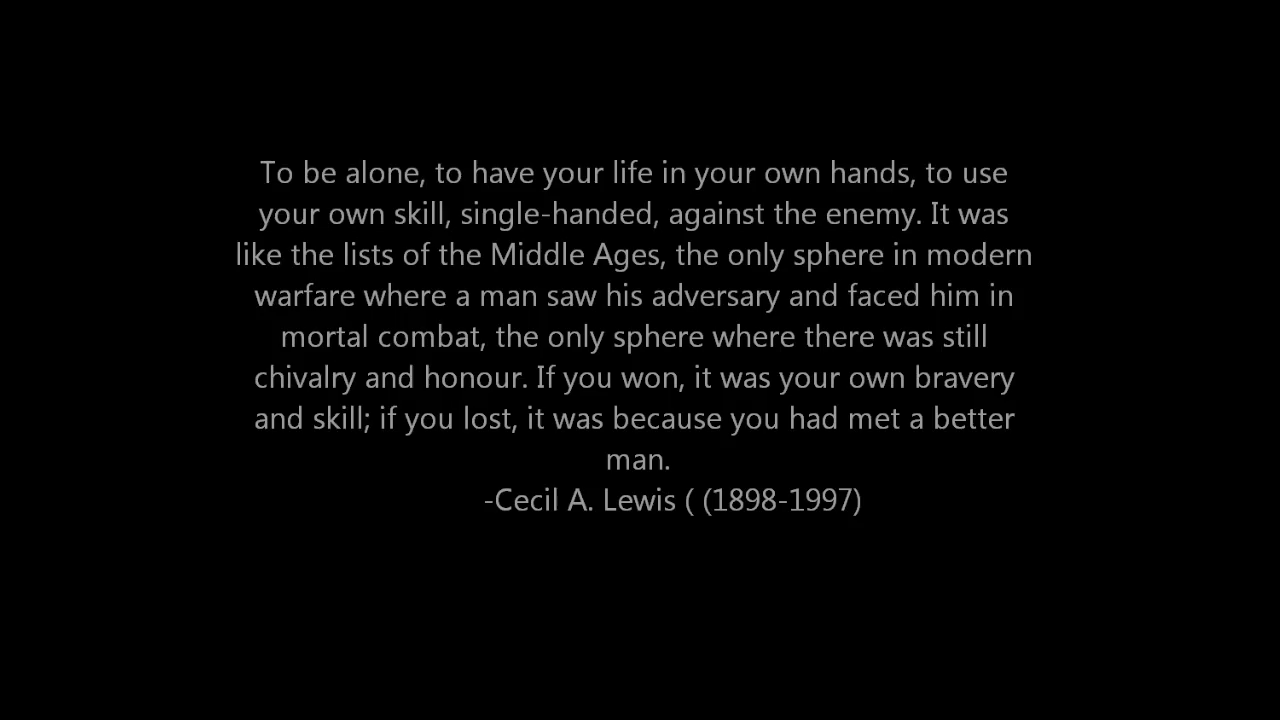 To be alone, to have your life in your own hands, to use
your own skill, single-handed, against the enemy. It was
like the lists of the Middle Ages, the only sphere in modern
warfare where a man saw his adversary and faced him in
mortal combat, the only sphere where there was still
chivalry and honour. If you won, it was your own bravery
and skill; if you lost, it was because you had met a better
man.
-Cecil A. Lewis ( (1898-1997)